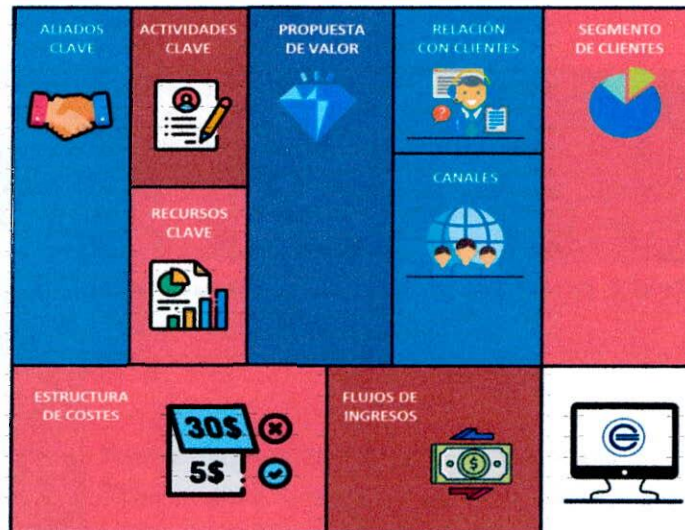 ALIADOS
CLAVE
ACTIVIDADES
CLAVE
PROPUESTA
DE VALOR
RELACIÓN
CON CLIENTES
SEGMENTO
DE CLIENTES
RECURSOS
CLAVE
CANALES
ESTRUCTURA
DE COSTES
30$
5$
FLUJOS DE
INGRESOS